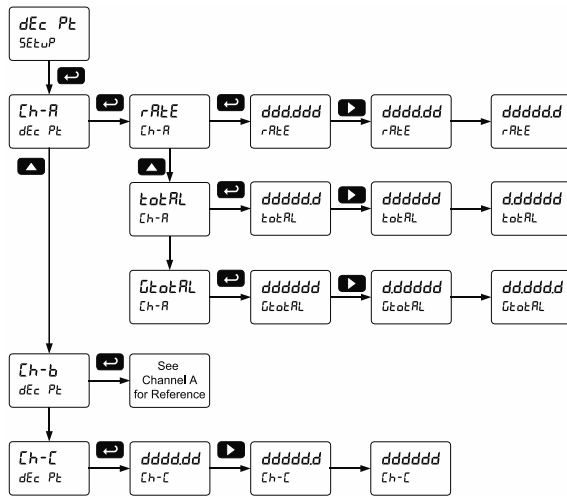 dEc Pt
SEtuP
Ch-A
dEc Pt
rAtE
Ch-A
ddd.ddd
rAtE
dddd.dd
rAtE
ddddd.d
rAtE
totAL
Ch-A
ddddd.d
totAL
dddddd
totAL
d.ddddd
totAL
GtotAL
Ch-A
dddddd
GtotAL
d.ddddd
GtotAL
dd,ddd.d
GtotAL
Ch-b
dEc Pt
See
Channel A
for Reference
Ch-C
dEc Pt
dddd.dd
Ch-C
ddddd.d
Ch-C
dddddd
Ch-C